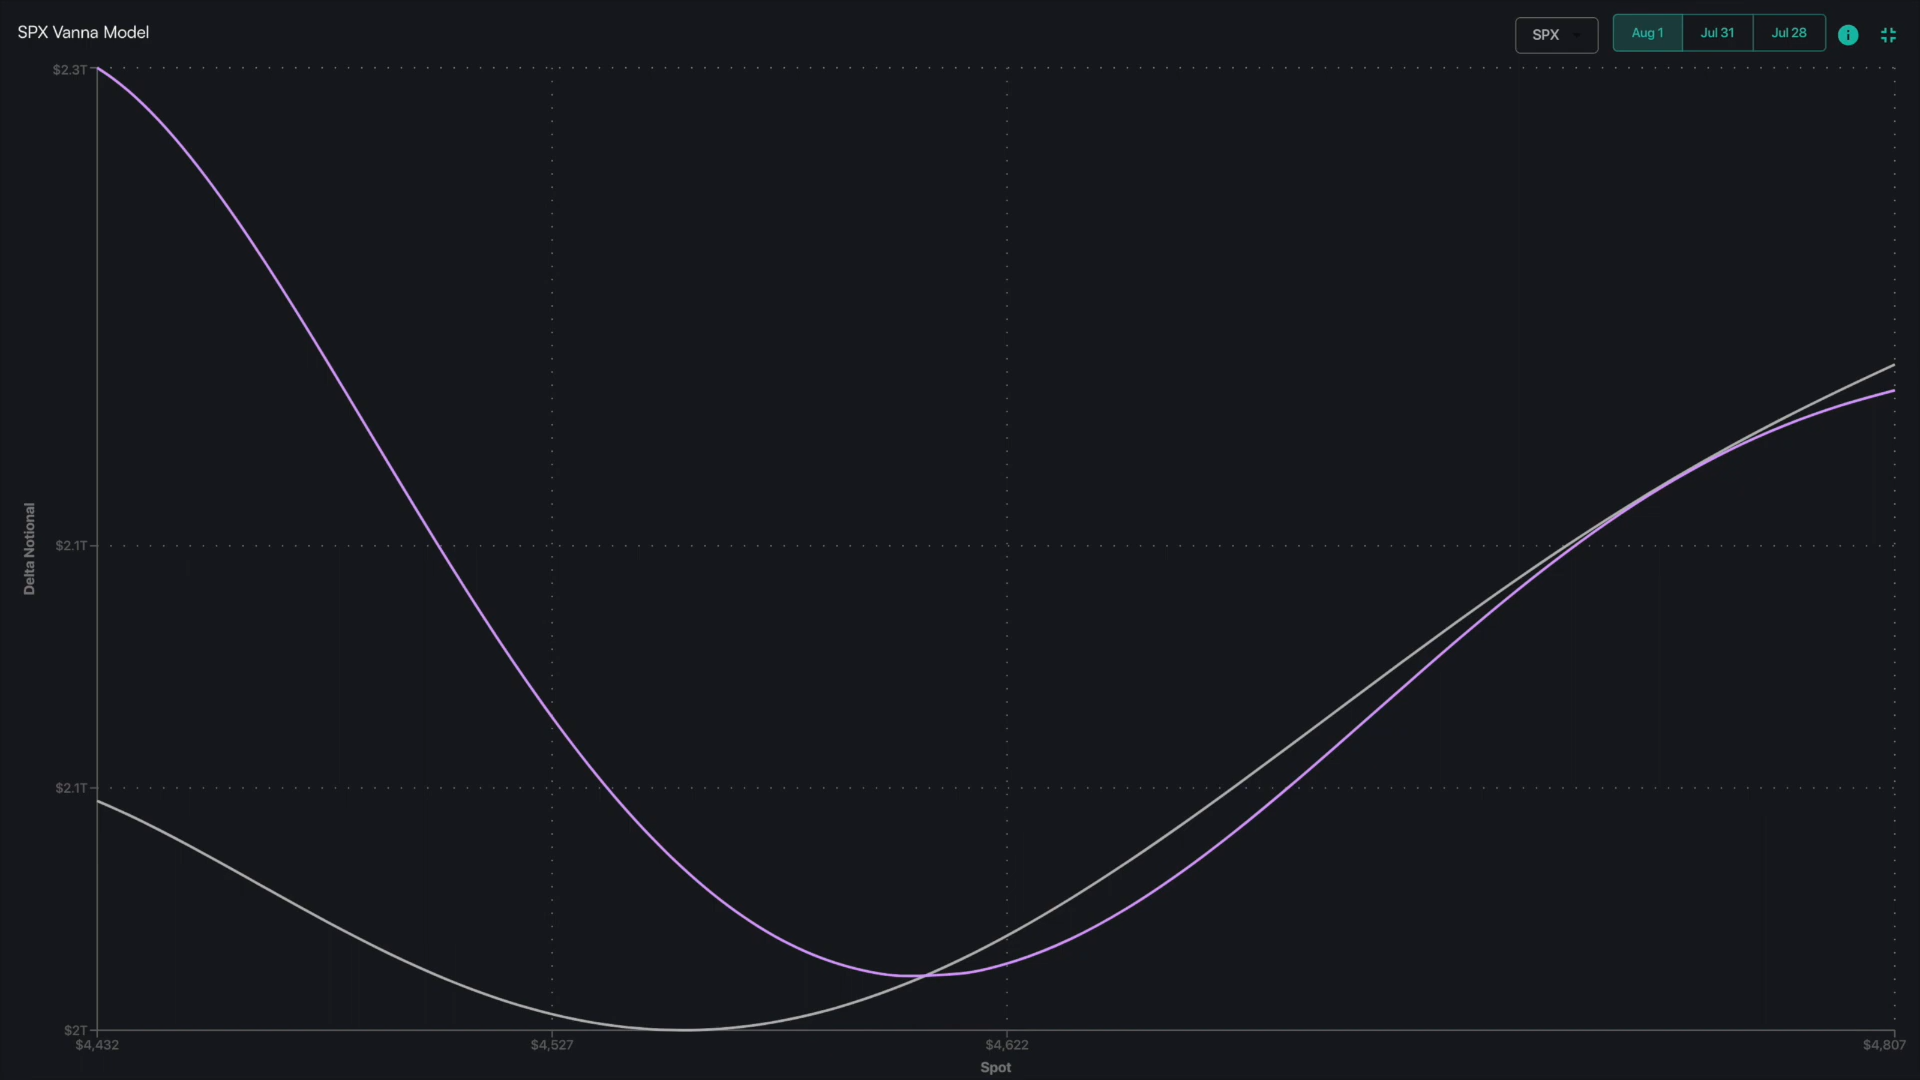 SPX Vanna Model
SPX
Aug 1
Jul 31
Jul 28
i
$2.3T
$2.1T
$2.1T
$2T
Delta Notional
$4,432
$4,527
$4,622
$4,807
Spot